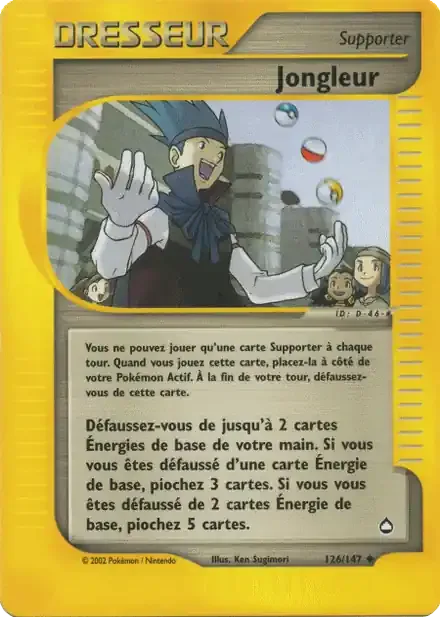 DRESSEUR
Supporter
Jongleur
ID: D-46-#
Vous ne pouvez jouer qu'une carte Supporter à chaque
tour. Quand vous jouez cette carte, placez-la à côté de
votre Pokémon Actif. À la fin de votre tour, défaussez-
vous de cette carte.
Défaussez-vous de jusqu'à 2 cartes
Énergies de base de votre main. Si vous
vous êtes défaussé d'une carte Énergie
de base, piochez 3 cartes. Si vous vous
êtes défaussé de 2 cartes Énergie de
base, piochez 5 cartes.
© 2002 Pokémon / Nintendo
Illus. Ken Sugimori
126/147